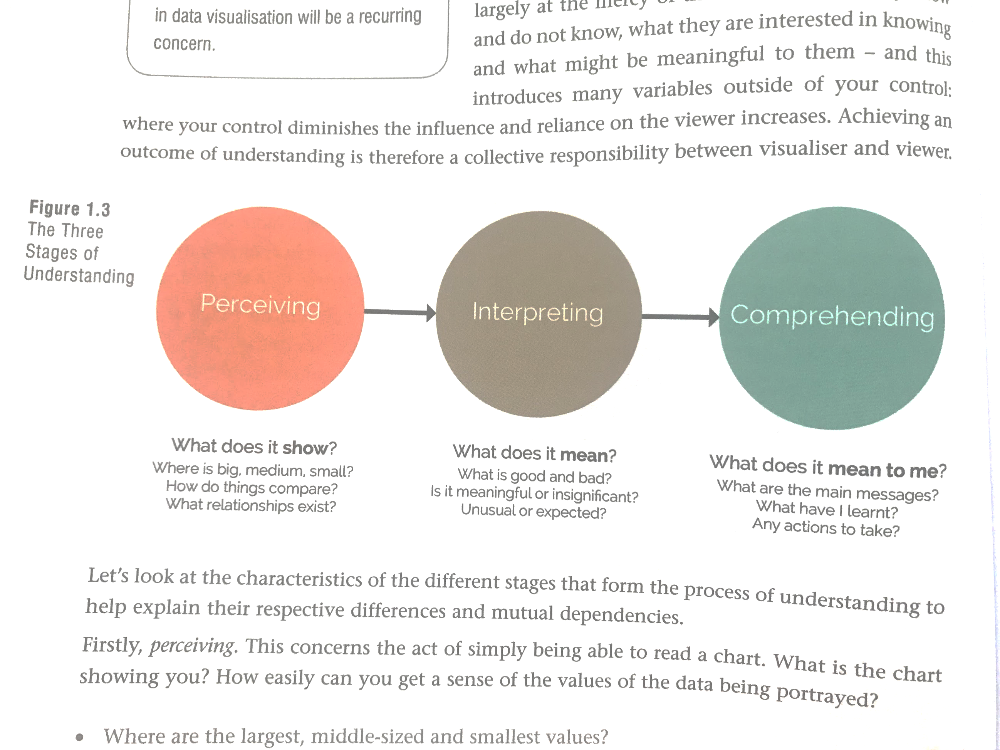 in data visualisation will be a recurring
concern.
largely at the mercy
and do not know, what they are interested in knowing
and what might be meaningful to them – and this
introduces many variables outside of your control:
where your control diminishes the influence and reliance on the viewer increases. Achieving an
outcome of understanding is therefore a collective responsibility between visualiser and viewer.
Figure 1.3
The Three
Stages of
Understanding
Perceiving
Interpreting
Comprehending
What does it show?
Where is big, medium, small?
How do things compare?
What relationships exist?
What does it mean?
What is good and bad?
Is it meaningful or insignificant?
Unusual or expected?
What does it mean to me?
What are the main messages?
What have I learnt?
Any actions to take?
Let's look at the characteristics of the different stages that form the process of understanding to
help explain their respective differences and mutual dependencies.
Firstly, perceiving. This concerns the act of simply being able to read a chart. What is the chart
showing you? How easily can you get a sense of the values of the data being portrayed?
• Where are the largest, middle-sized and smallest values?